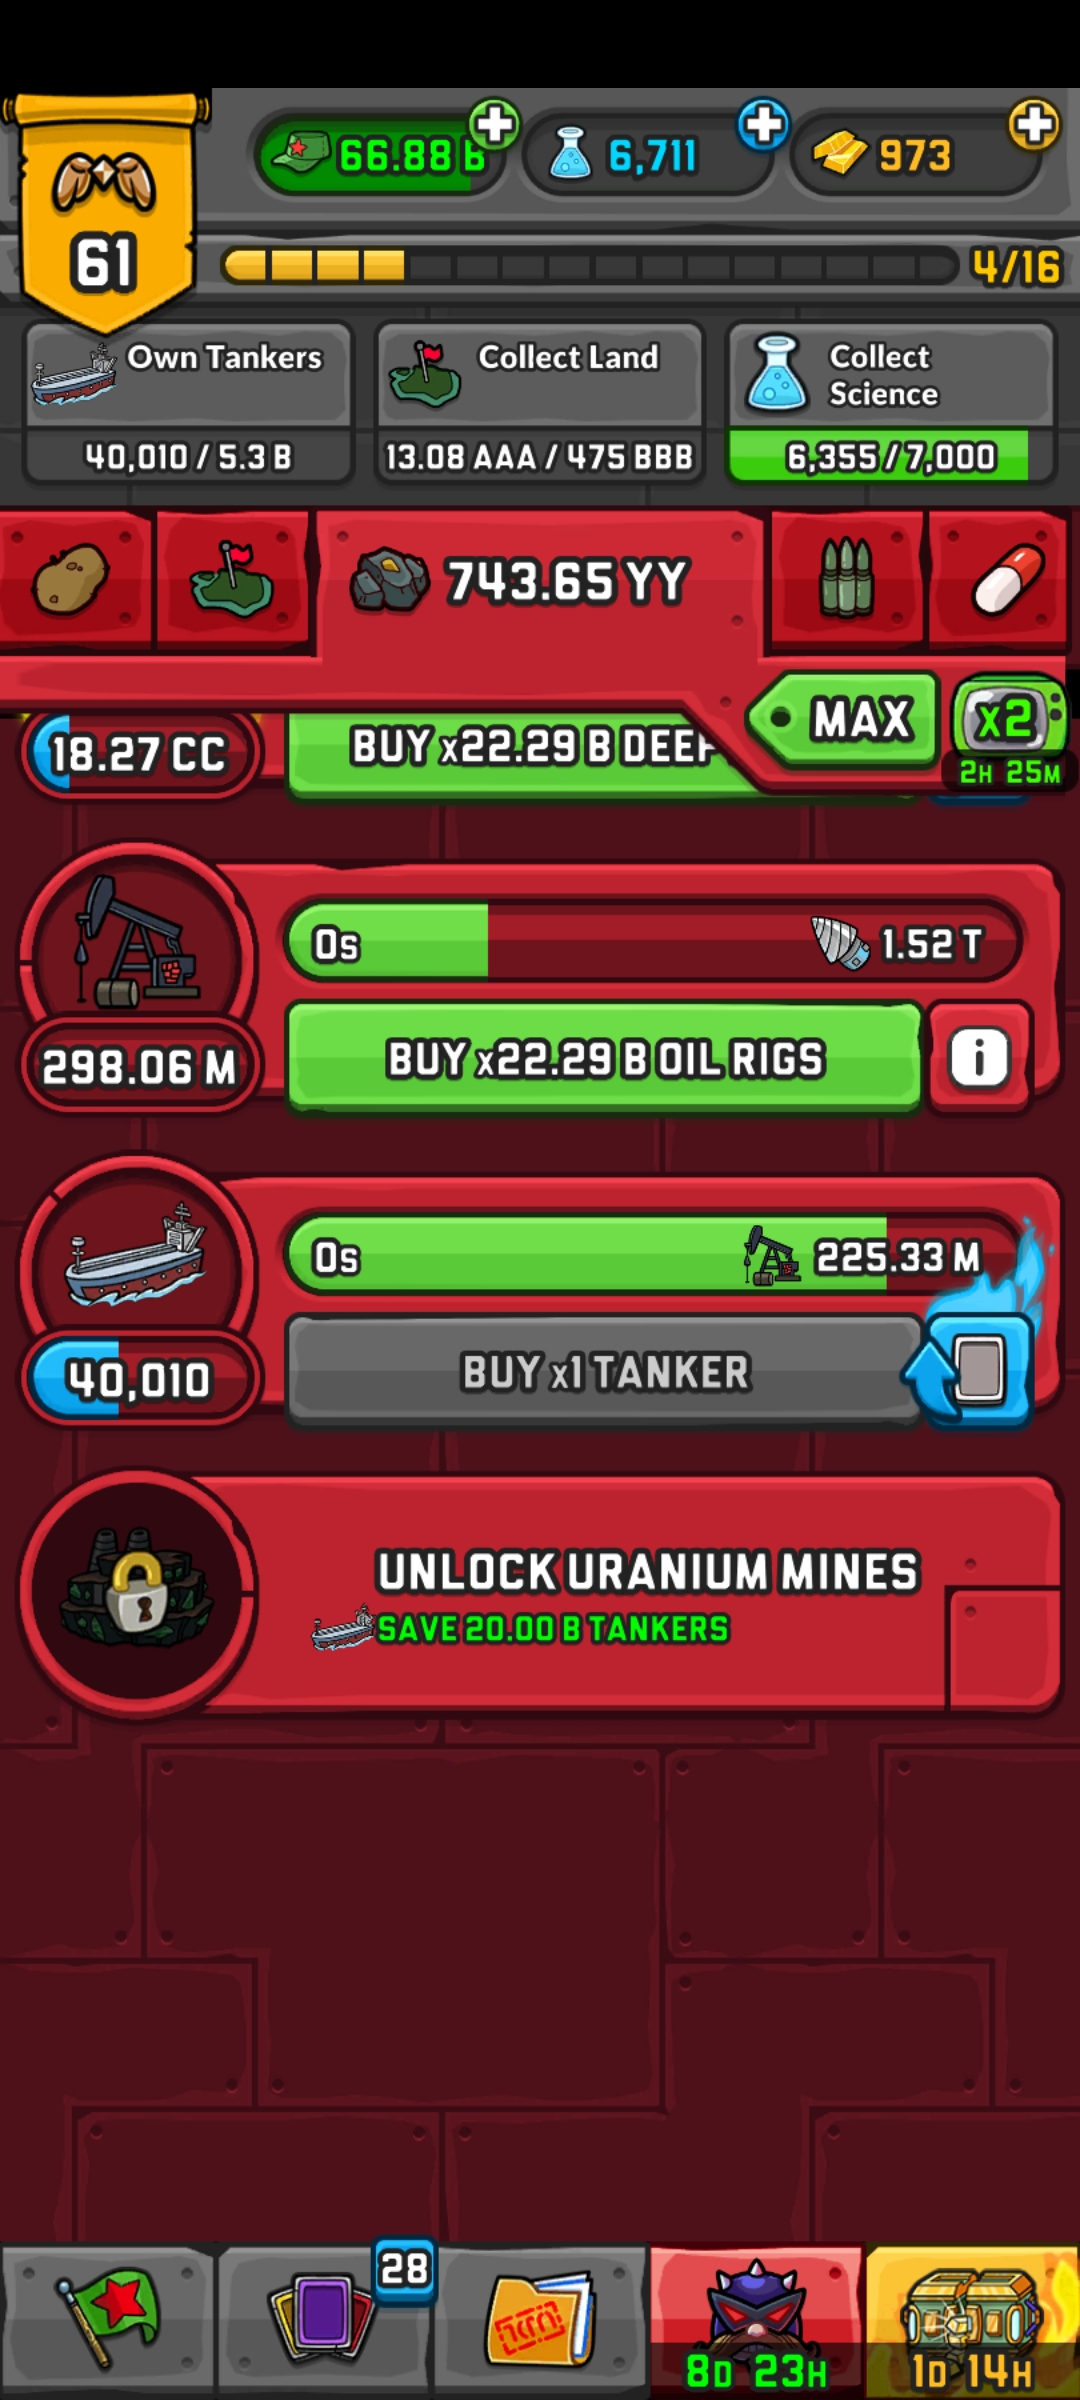 66.88 B
6,711
973
61
4/16
Own Tankers
40,010 / 5.3 B
Collect Land
13.08 AAA / 475 BBB
Collect
Science
6,355 / 7,000
743.65 YY
MAX
x2
2H 25M
18.27 CC
BUY x22.29 B DEEP
0s
1.52 T
298.06 M
BUY x22.29 B OIL RIGS
i
0s
225.33 M
40,010
BUY x1 TANKER
UNLOCK URANIUM MINES
SAVE 20.00 B TANKERS
28
8D 23H
1D 14H